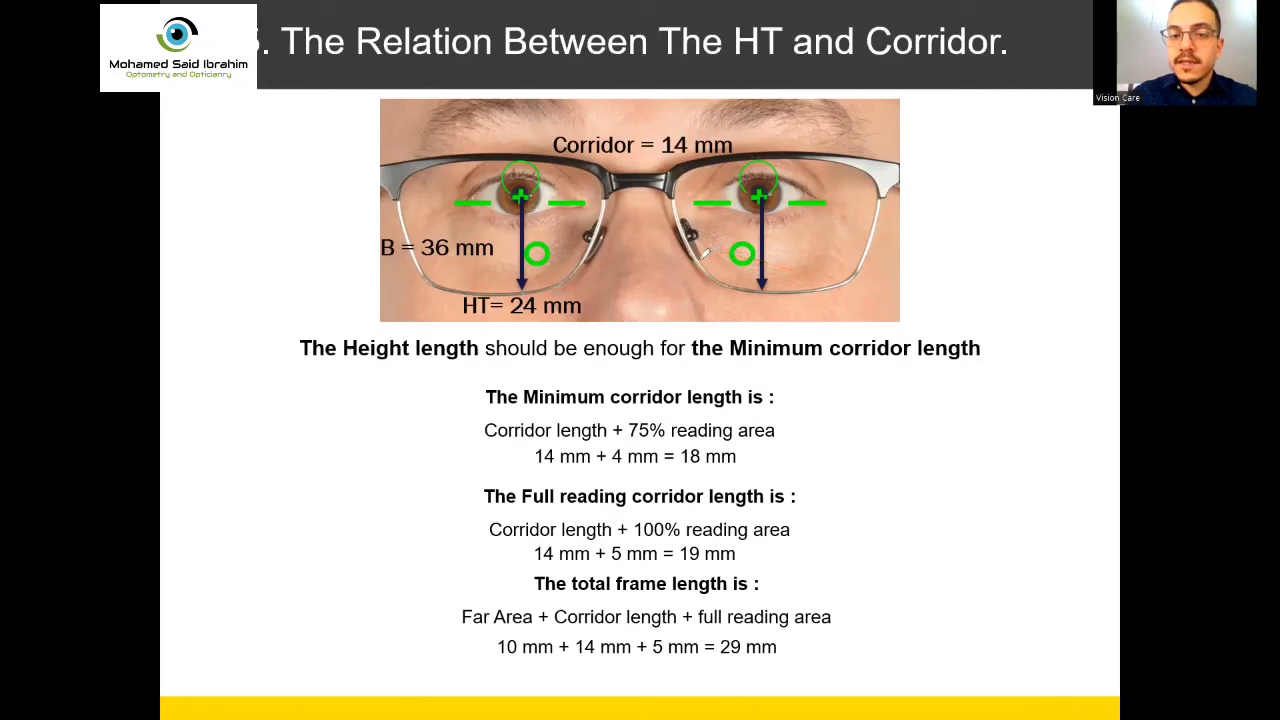 5. The Relation Between The HT and Corridor.
Mohamed Said Ibrahim
Optometry and Opticianry
Vision Care
Corridor = 14 mm
B = 36 mm
HT= 24 mm
The Height length should be enough for the Minimum corridor length
The Minimum corridor length is :
Corridor length + 75% reading area
14 mm + 4 mm = 18 mm
The Full reading corridor length is :
Corridor length + 100% reading area
14 mm + 5 mm = 19 mm
The total frame length is :
Far Area + Corridor length + full reading area
10 mm + 14 mm + 5 mm = 29 mm